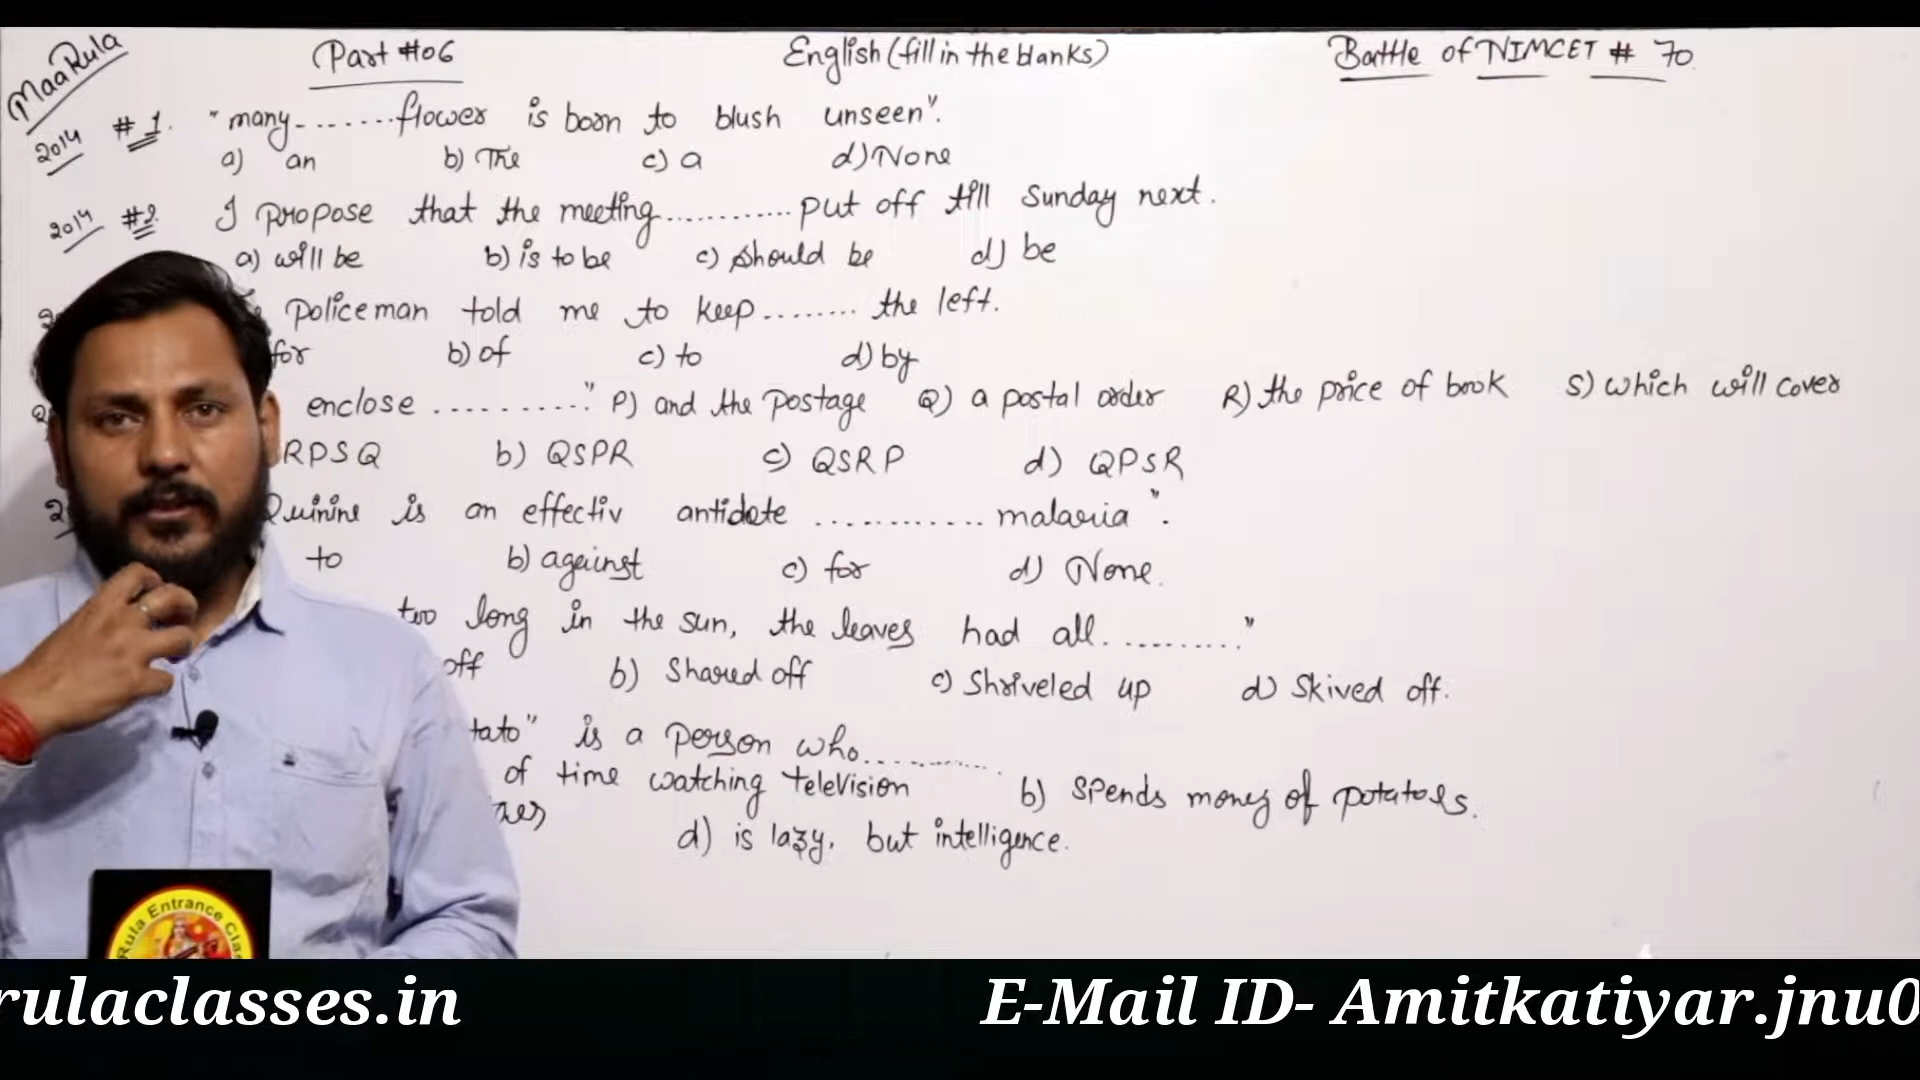 MaaRula
Part #06 English (fill in the blanks) Battle of NIMCET # 70
2014 #1. "many........flower is born to blush unseen".
a) an b) The c) a d) None
2014 #2. I propose that the meeting............put off till Sunday next.
a) will be b) is to be c) should be d) be
policeman told me to keep........ the left.
for b) of c) to d) by
enclose .........." P) and the Postage Q) a postal order R) the price of book S) which will cover
RPSQ b) QSPR c) QSRP d) QPSR
Quinine is an effectiv antidote ............ malaria".
to b) against c) for d) None.
too long in the sun, the leaves had all..........."
off b) Shared off c) Shriveled up d) Skived off.
tato" is a person who..............
of time watching television b) spends money of potatoes.
d) is lazy, but intelligence.
Rula Entrance Clas
rulaclasses.in E-Mail ID- Amitkatiyar.jnu0